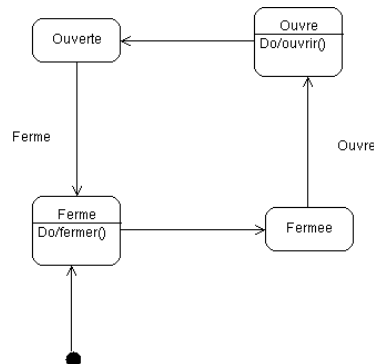 Ouvre
Do/ouvrir()
Ouverte
Ferme
Ouvre
Ferme
Do/fermer()
Fermee